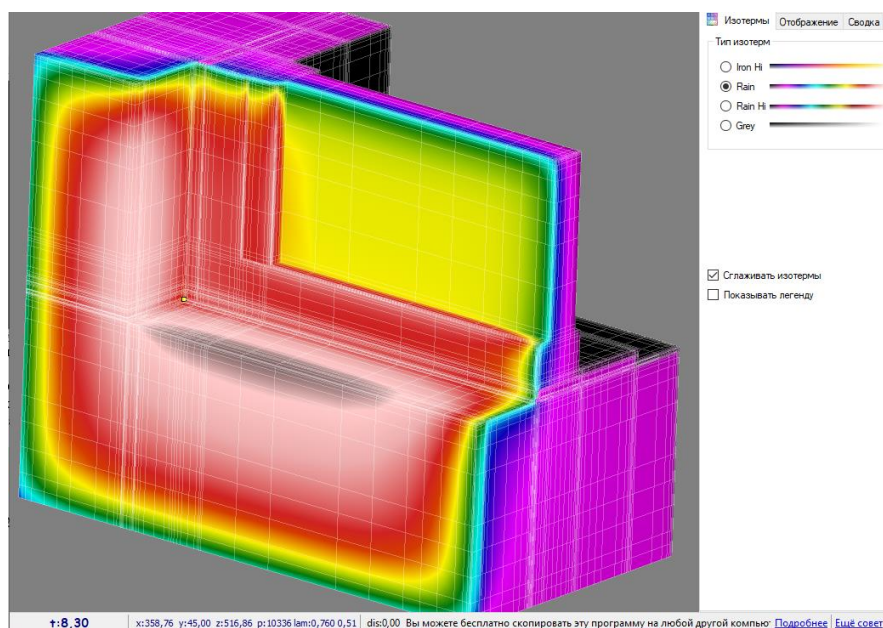 Изотермы Отображение Сводка
Тип изотерм
Iron Hi
Rain
Rain Hi
Grey
Сглаживать изотермы
Показывать легенду
t:8,30 x:358,76 y:45,00 z:516,86 p:10336 lam:0,760 0,51 dis:0,00 Вы можете бесплатно скопировать эту программу на любой другой компью Подробнее Ещё совет